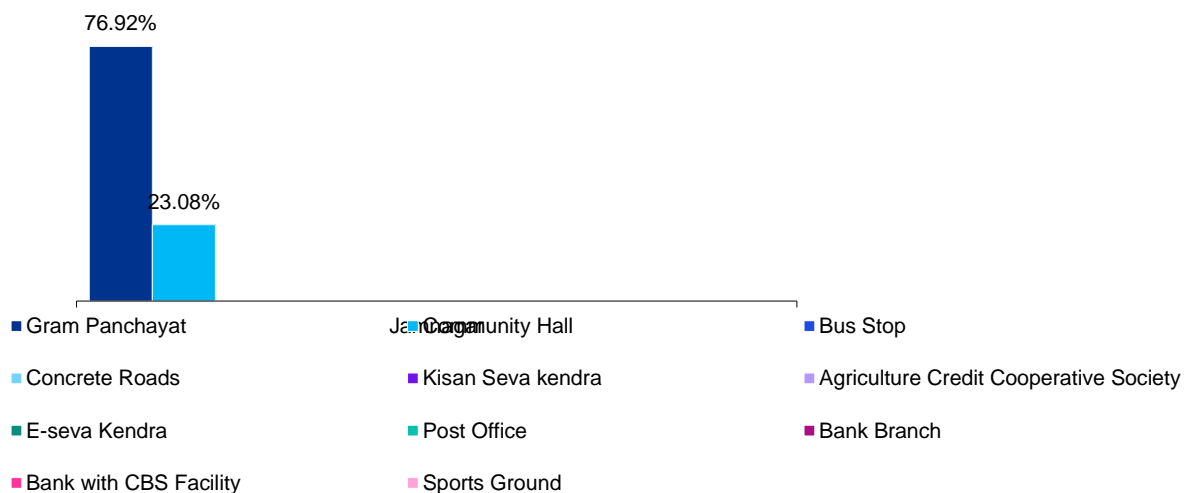 76.92%
23.08%
Jamnagar
Gram Panchayat
Community Hall
Bus Stop
Concrete Roads
Kisan Seva kendra
Agriculture Credit Cooperative Society
E-seva Kendra
Post Office
Bank Branch
Bank with CBS Facility
Sports Ground